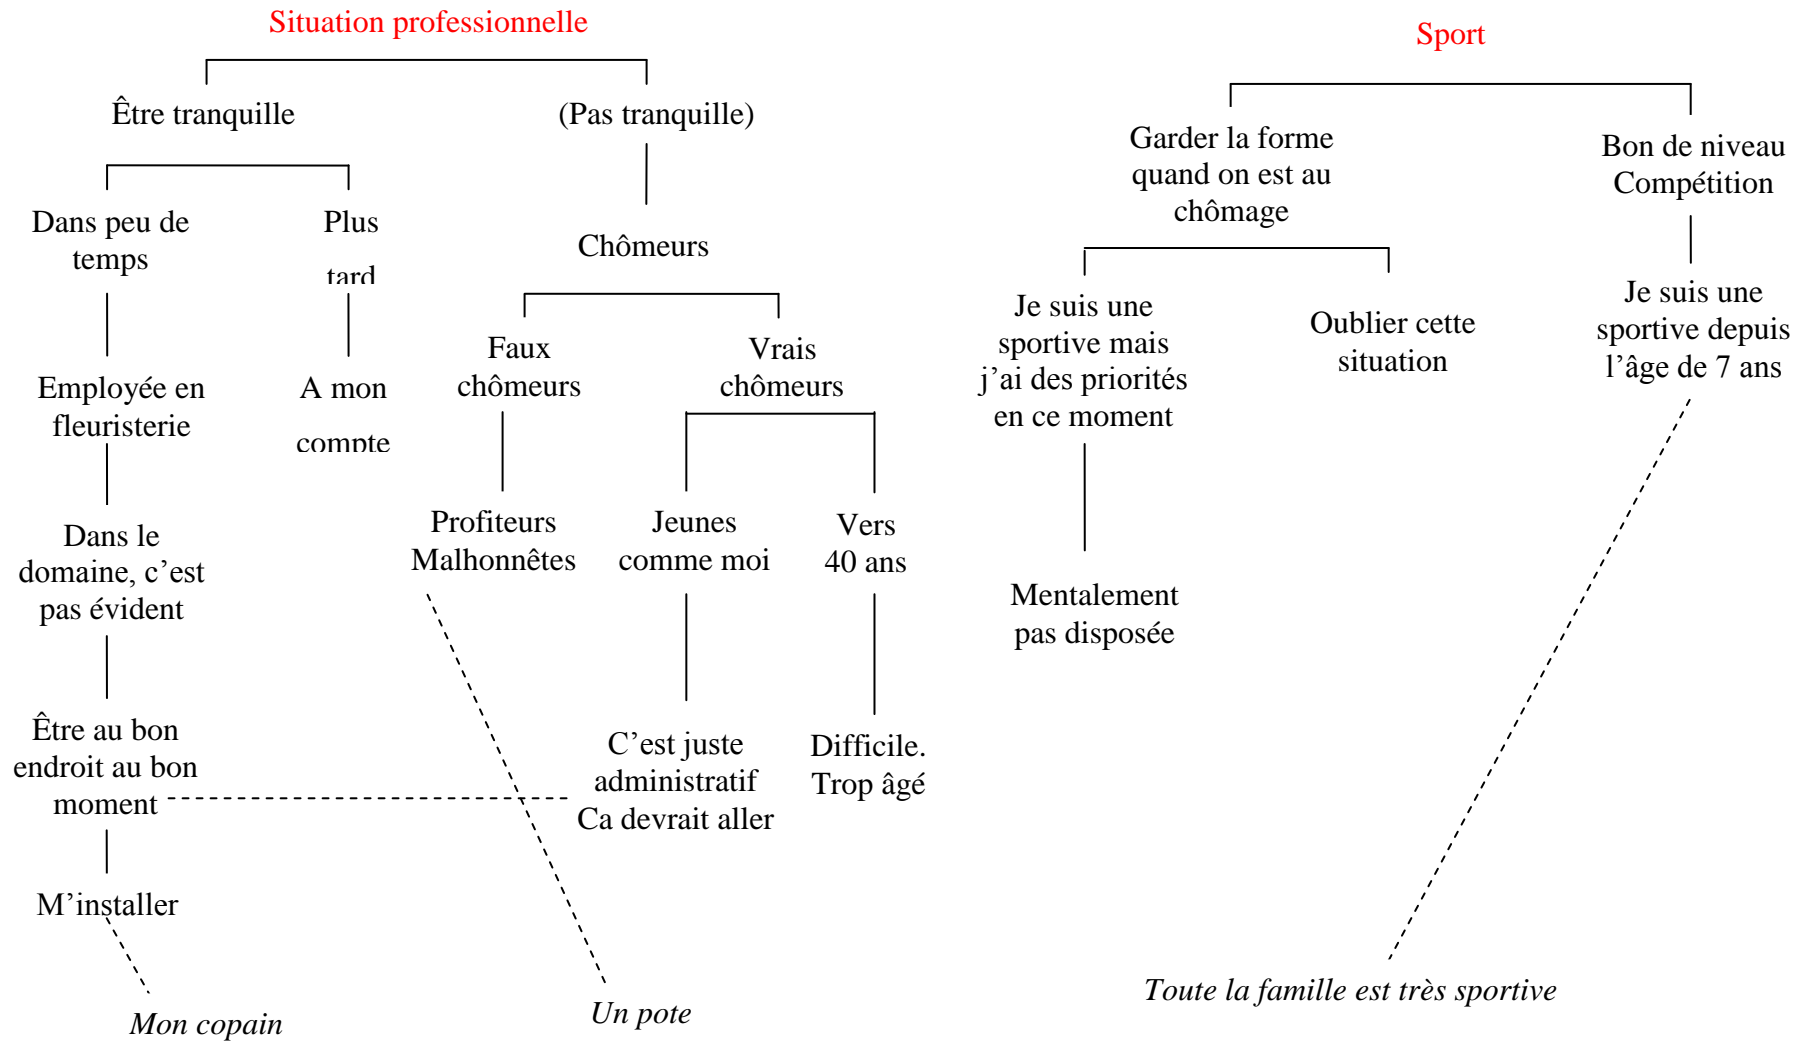 Situation professionnelle
Sport
Être tranquille
(Pas tranquille)
Garder la forme
quand on est au
chômage
Bon de niveau
Compétition
Dans peu de
temps
Plus
tard
Chômeurs
Je suis une
sportive mais
j’ai des priorités
en ce moment
Oublier cette
situation
Je suis une
sportive depuis
l’âge de 7 ans
Faux
chômeurs
Vrais
chômeurs
Employée en
fleuristerie
A mon
compte
Dans le
domaine, c’est
pas évident
Profiteurs
Malhonnêtes
Jeunes
comme moi
Vers
40 ans
Mentalement
pas disposée
Être au bon
endroit au bon
moment
C’est juste
administratif
Ca devrait aller
Difficile.
Trop âgé
M’installer
Mon copain
Un pote
Toute la famille est très sportive